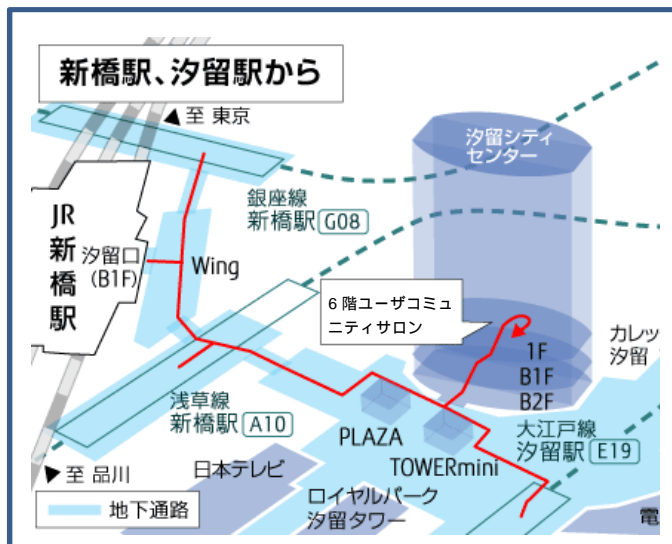 新橋駅、汐留駅から
▲至 東京
汐留シティ
センター
銀座線
新橋駅 G08
JR
新橋駅
汐留口
(B1F)
Wing
6階ユーザコミュ
ニティサロン
1F
B1F
B2F
カレッ
汐留
浅草線
新橋駅 A10
PLAZA
TOWERmini
大江戸線
汐留駅 E19
▼至 品川
日本テレビ
ロイヤルパーク
汐留タワー
電
地下通路